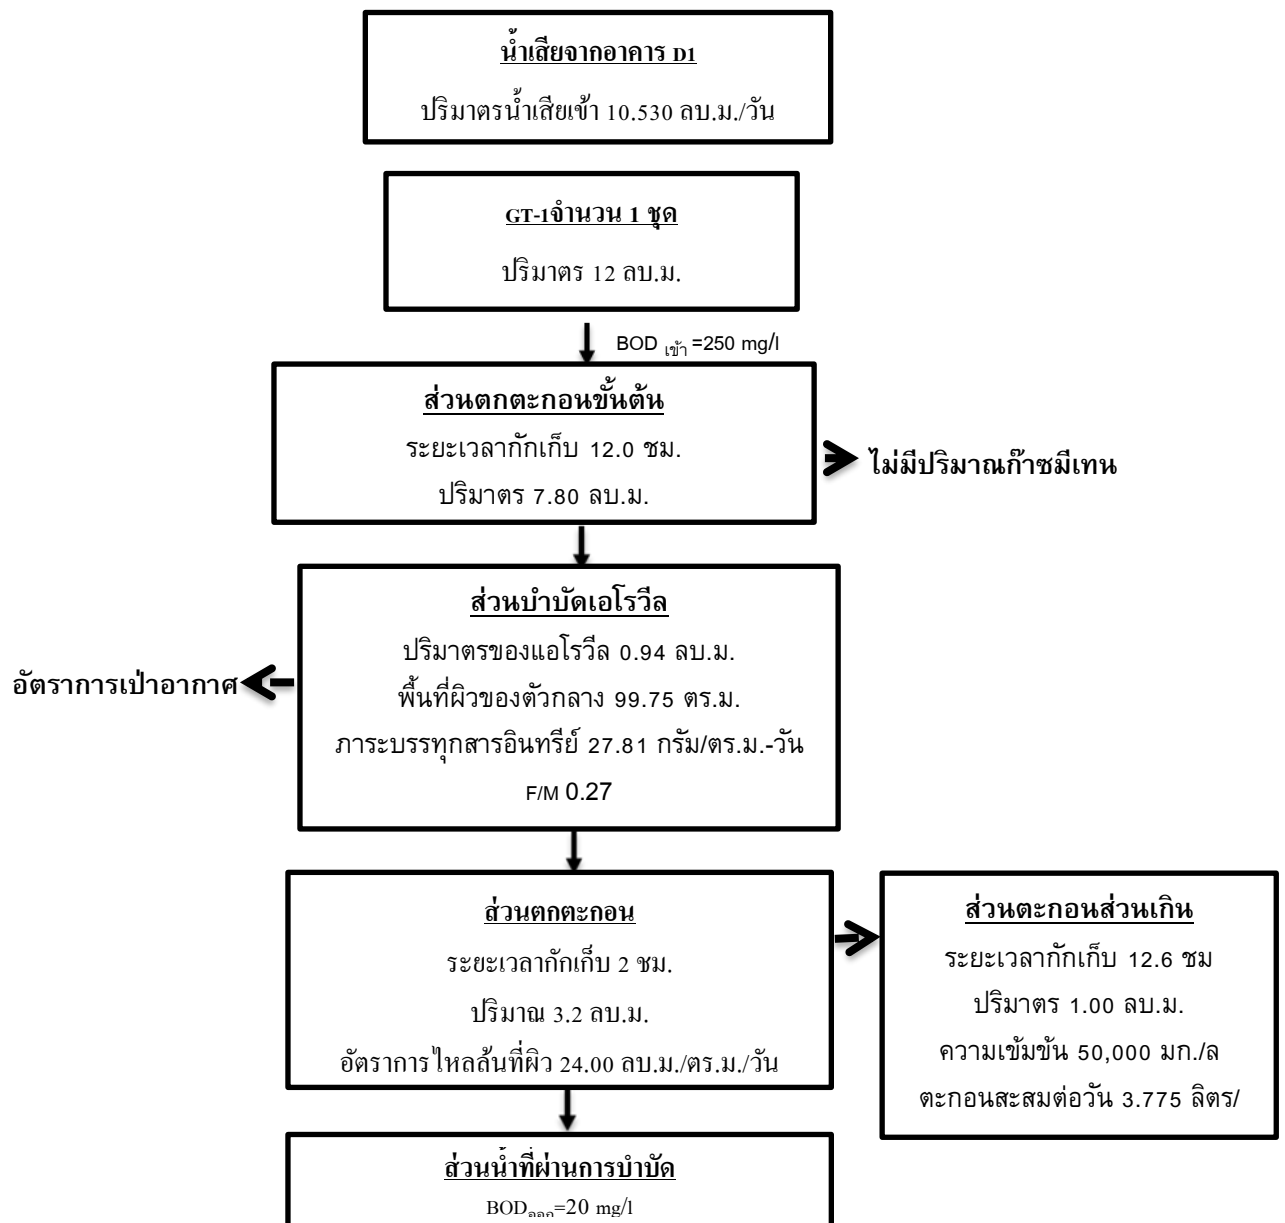 น้ำเสียจากอาคาร D1
ปริมาตรน้ำเสียเข้า 10.530 ลบ.ม./วัน
GT-1จำนวน 1 ชุด
ปริมาตร 12 ลบ.ม.
BOD เข้า =250 mg/l
ส่วนตกตะกอนขั้นต้น
ระยะเวลากักเก็บ 12.0 ชม.
ปริมาตร 7.80 ลบ.ม.
ไม่มีปริมาณก๊าซมีเทน
ส่วนบำบัดเอโรวีล
ปริมาตรของแอโรวีล 0.94 ลบ.ม.
พื้นที่ผิวของตัวกลาง 99.75 ตร.ม.
ภาระบรรทุกสารอินทรีย์ 27.81 กรัม/ตร.ม.-วัน
F/M 0.27
อัตราการเป่าอากาศ
ส่วนตกตะกอน
ระยะเวลากักเก็บ 2 ชม.
ปริมาณ 3.2 ลบ.ม.
อัตราการไหลล้นที่ผิว 24.00 ลบ.ม./ตร.ม./วัน
ส่วนตะกอนส่วนเกิน
ระยะเวลากักเก็บ 12.6 ชม
ปริมาตร 1.00 ลบ.ม.
ความเข้มข้น 50,000 มก./ล
ตะกอนสะสมต่อวัน 3.775 ลิตร/
ส่วนน้ำที่ผ่านการบำบัด
BODออก=20 mg/l